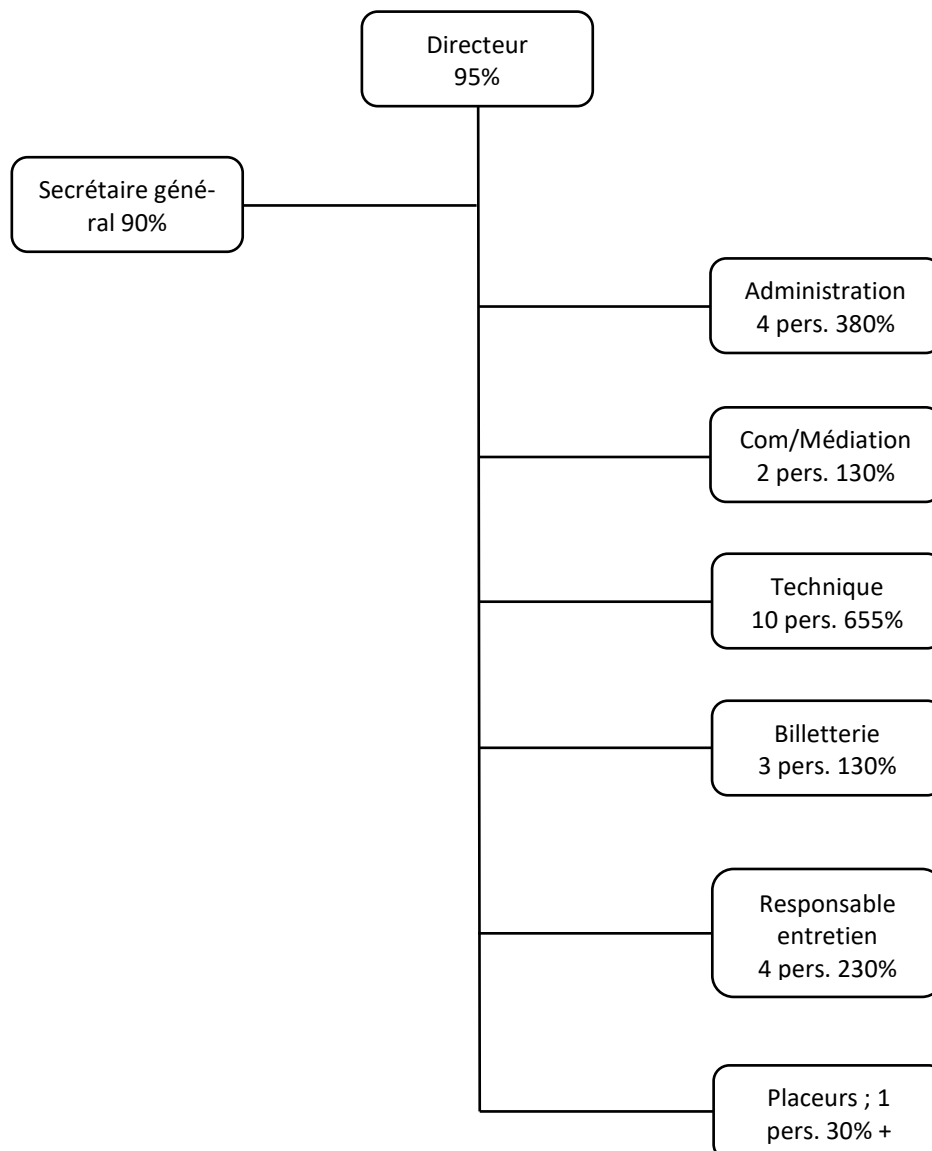 Directeur
95%
Secrétaire géné-
ral 90%
Administration
4 pers. 380%
Com/Médiation
2 pers. 130%
Technique
10 pers. 655%
Billetterie
3 pers. 130%
Responsable
entretien
4 pers. 230%
Placeurs ; 1
pers. 30% +